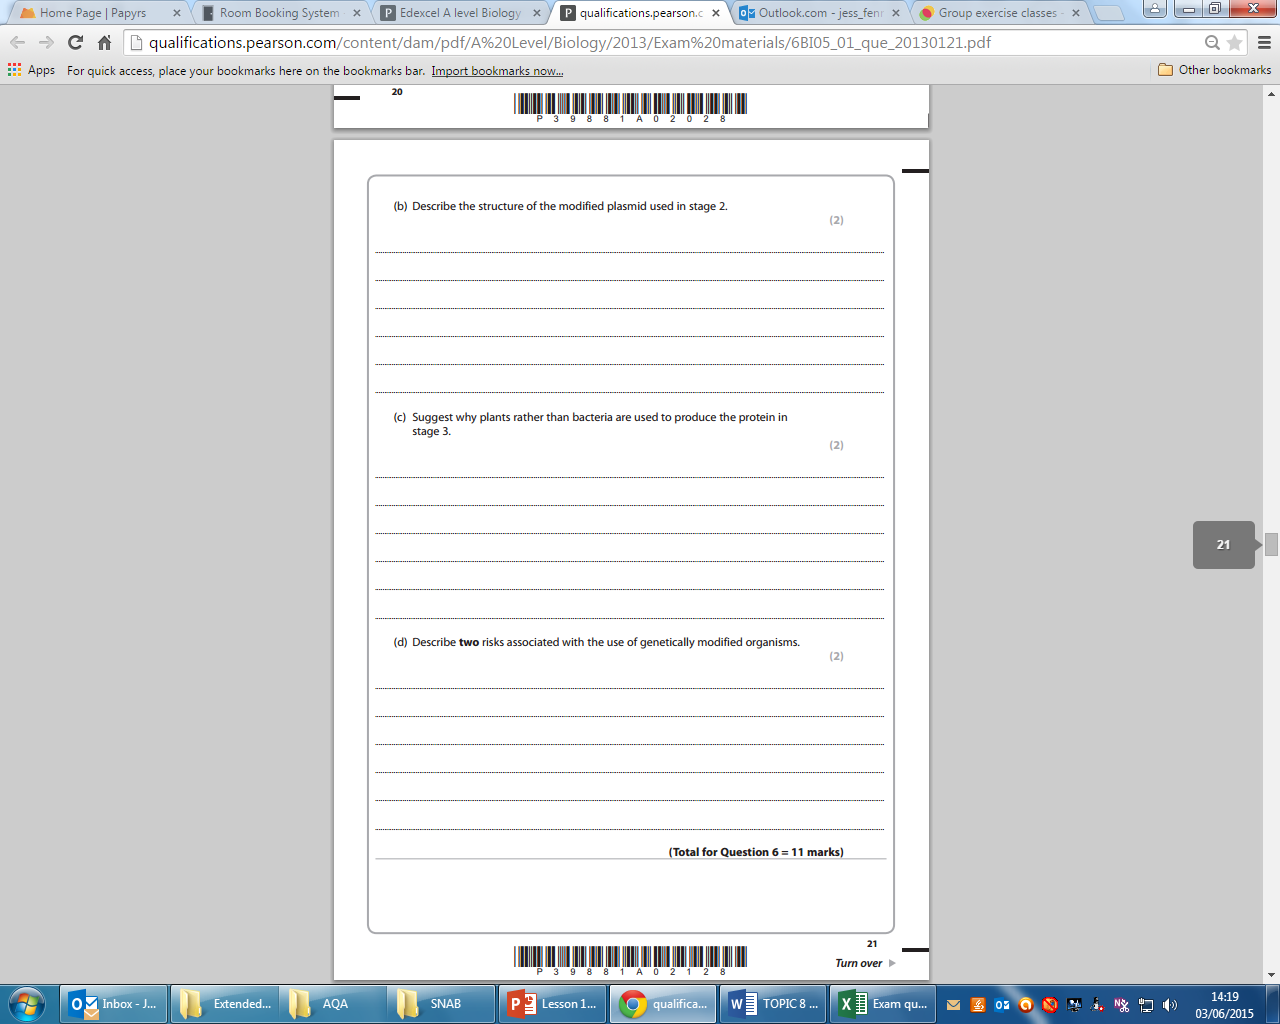 Home Page | Papyrs
Room Booking System
Edexcel A level Biology
qualifications.pearson.c
Outlook.com - jess_fenn
Group exercise classes -
qualifications.pearson.com/content/dam/pdf/A%20Level/Biology/2013/Exam%20materials/6BI05_01_que_20130121.pdf
Apps
For quick access, place your bookmarks here on the bookmarks bar. Import bookmarks now...
Other bookmarks
20
P 3 9 8 8 1 A 0 2 0 2 8
(b) Describe the structure of the modified plasmid used in stage 2.
(2)
(c) Suggest why plants rather than bacteria are used to produce the protein in
stage 3.
(2)
21
(d) Describe two risks associated with the use of genetically modified organisms.
(2)
(Total for Question 6 = 11 marks)
21
P 3 9 8 8 1 A 0 2 1 2 8
Turn over
Inbox - J...
Extended...
AQA
SNAB
Lesson 1...
qualifica...
TOPIC 8 ...
Exam qu...
14:19
03/06/2015